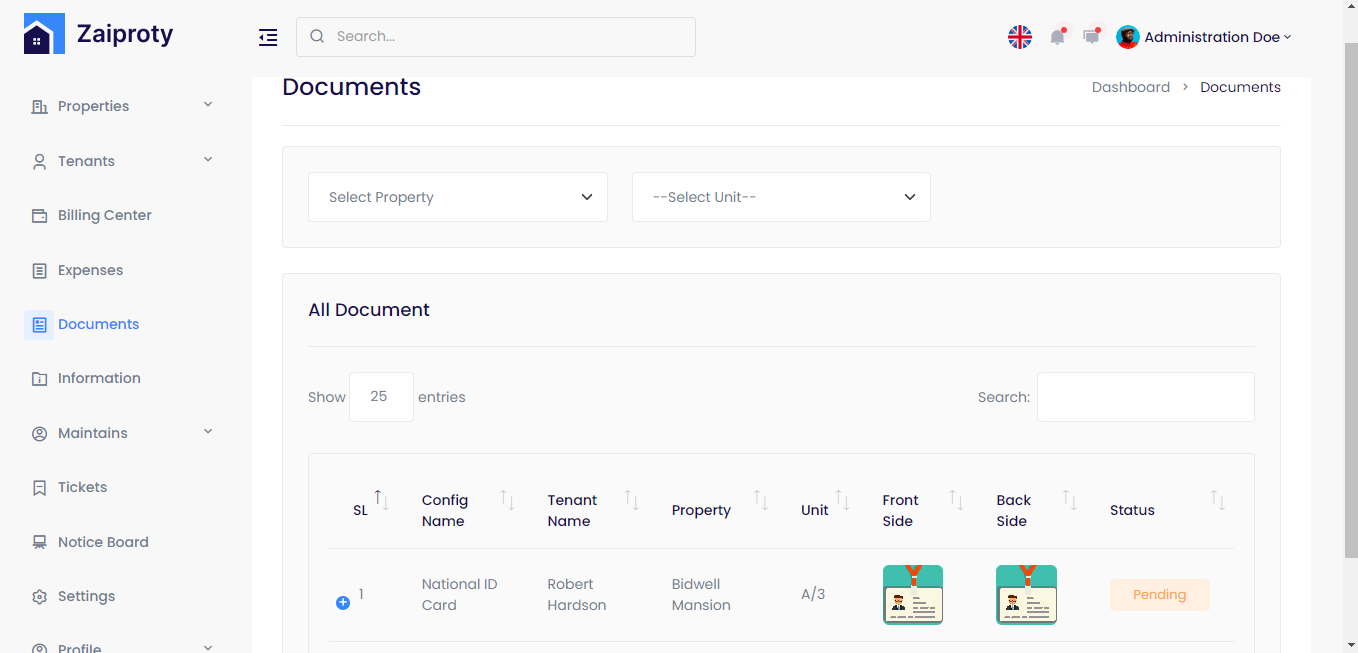 Zaiproty
Search...
Administration Doe
Properties
Tenants
Billing Center
Expenses
Documents
Information
Maintains
Tickets
Notice Board
Settings
Profile
Documents
Dashboard > Documents
Select Property
--Select Unit--
All Document
Show 25 entries
Search:
SL
Config
Name
Tenant
Name
Property
Unit
Front
Side
Back
Side
Status
1
National ID
Card
Robert
Hardson
Bidwell
Mansion
A/3
Pending